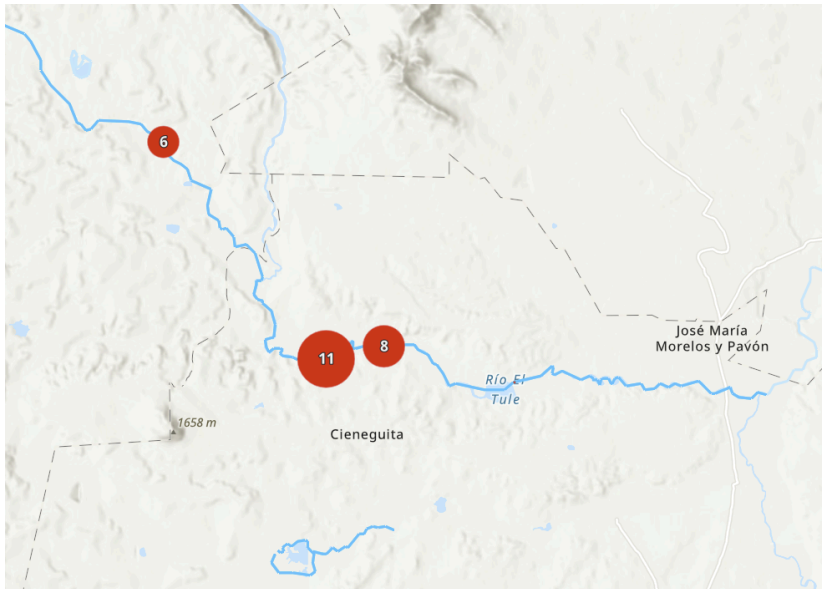 6
José María
Morelos y Pavón
11
8
Río El
Tule
1658 m
Cieneguita